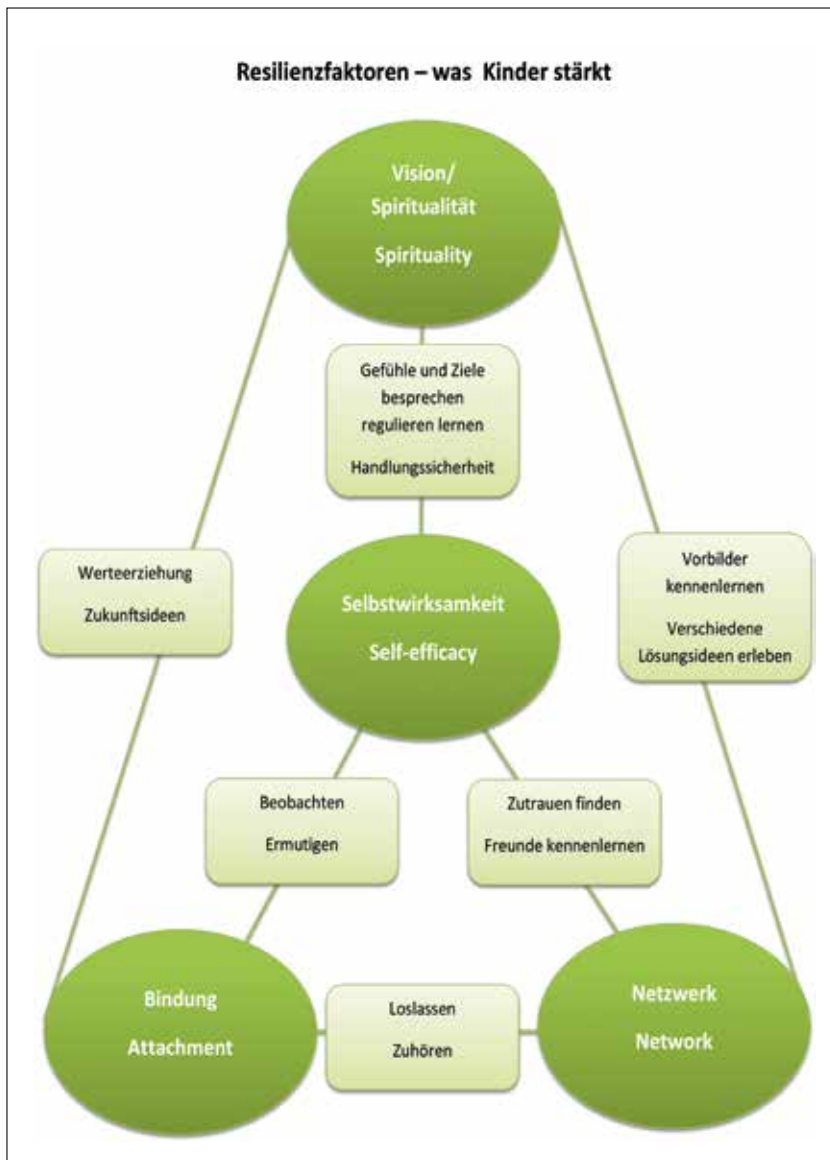 Resilienzfaktoren – was Kinder stärkt
Vision/
Spiritualität
Spirituality
Gefühle und Ziele
besprechen
regulieren lernen
Handlungssicherheit
Werteerziehung
Zukunftsideen
Selbstwirksamkeit
Self-efficacy
Vorbilder
kennenlernen
Verschiedene
Lösungsideen erleben
Beobachten
Ermutigen
Zutrauen finden
Freunde kennenlernen
Bindung
Attachment
Loslassen
Zuhören
Netzwerk
Network